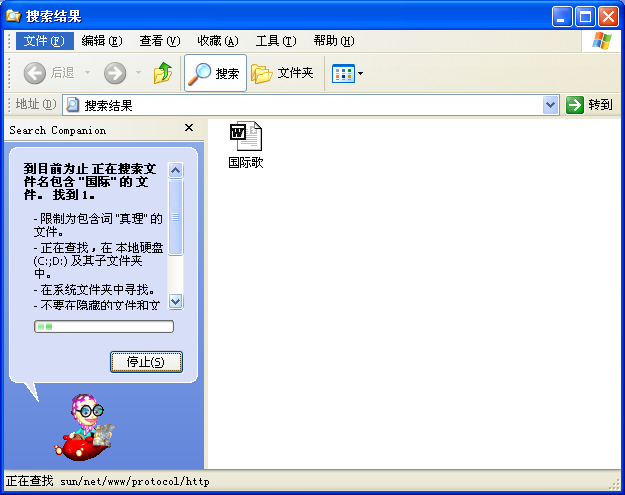 搜索结果
文件(F) 编辑(E) 查看(V) 收藏(A) 工具(T) 帮助(H)
后退 搜索 文件夹
地址(D) 搜索结果 转到
Search Companion
到目前为止 正在搜索文
件名包含 "国际" 的 文
件。 找到 1。
- 限制为包含词 "真理" 的
文件。
- 正在查找，在 本地硬盘
(C:;D:) 及其子文件夹
中。
- 在系统文件夹中寻找。
- 不要在隐藏的文件和文
停止(S)
W
国际歌
正在查找 sun/net/www/protocol/http